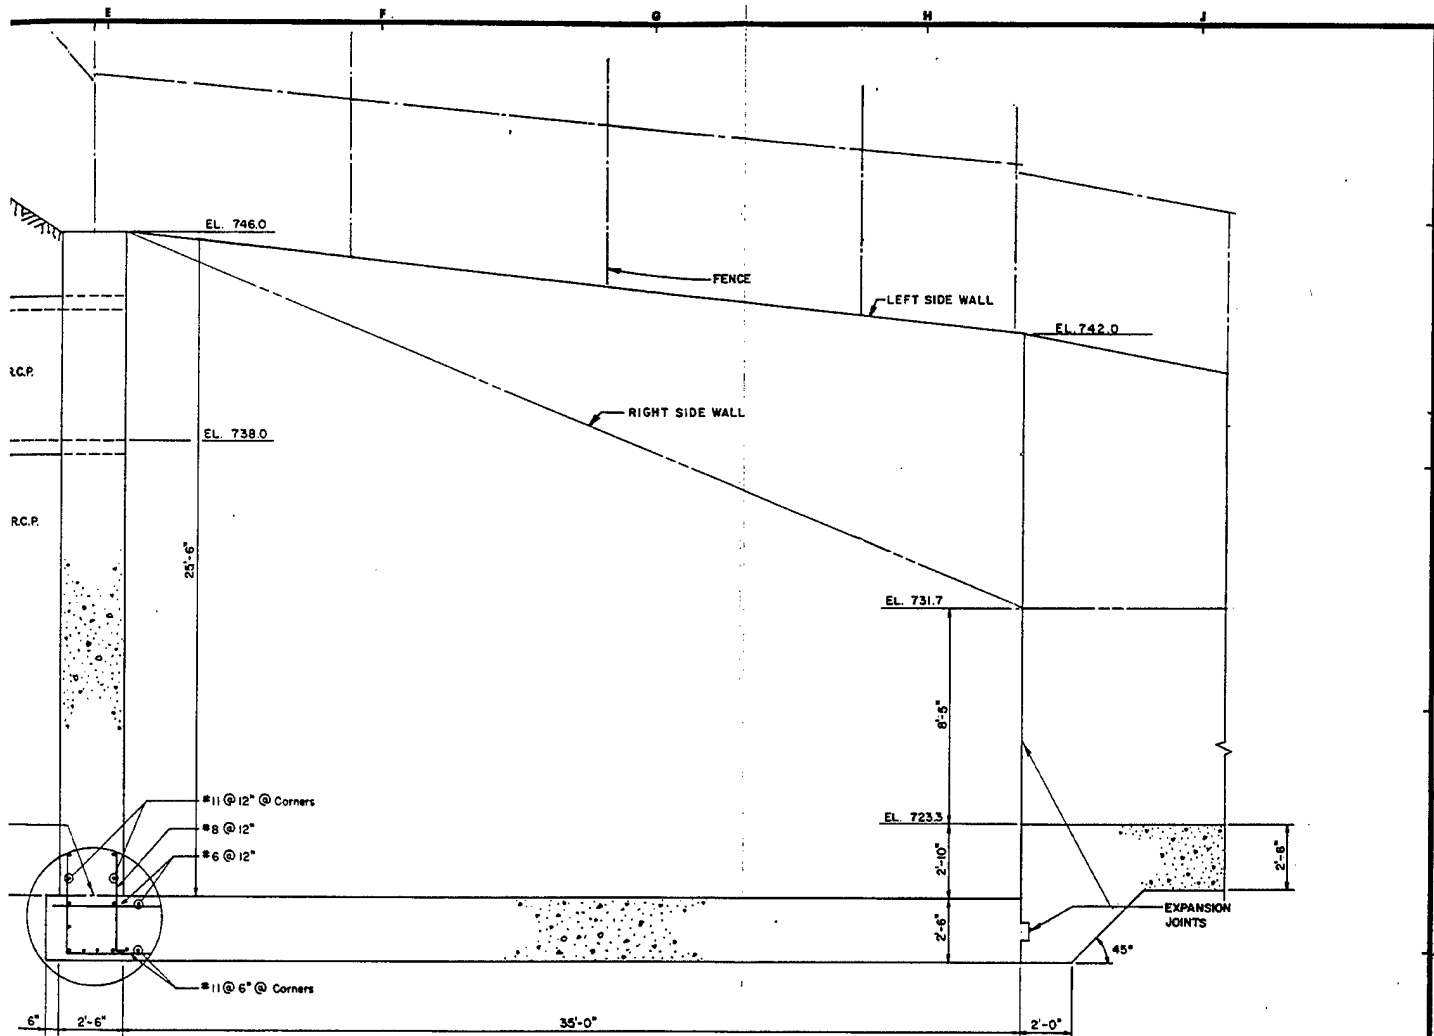 E F G H J
EL. 746.0
FENCE
LEFT SIDE WALL
EL. 742.0
R.C.P.
RIGHT SIDE WALL
EL. 738.0
R.C.P.
25'-6"
EL. 731.7
8'-5"
#11 @ 12" @ Corners
EL. 723.3
#8 @ 12"
#6 @ 12"
2'-10"
2'-8"
EXPANSION
JOINTS
2'-6"
45°
#11 @ 6" @ Corners
6" 2'-6" 35'-0" 2'-0"